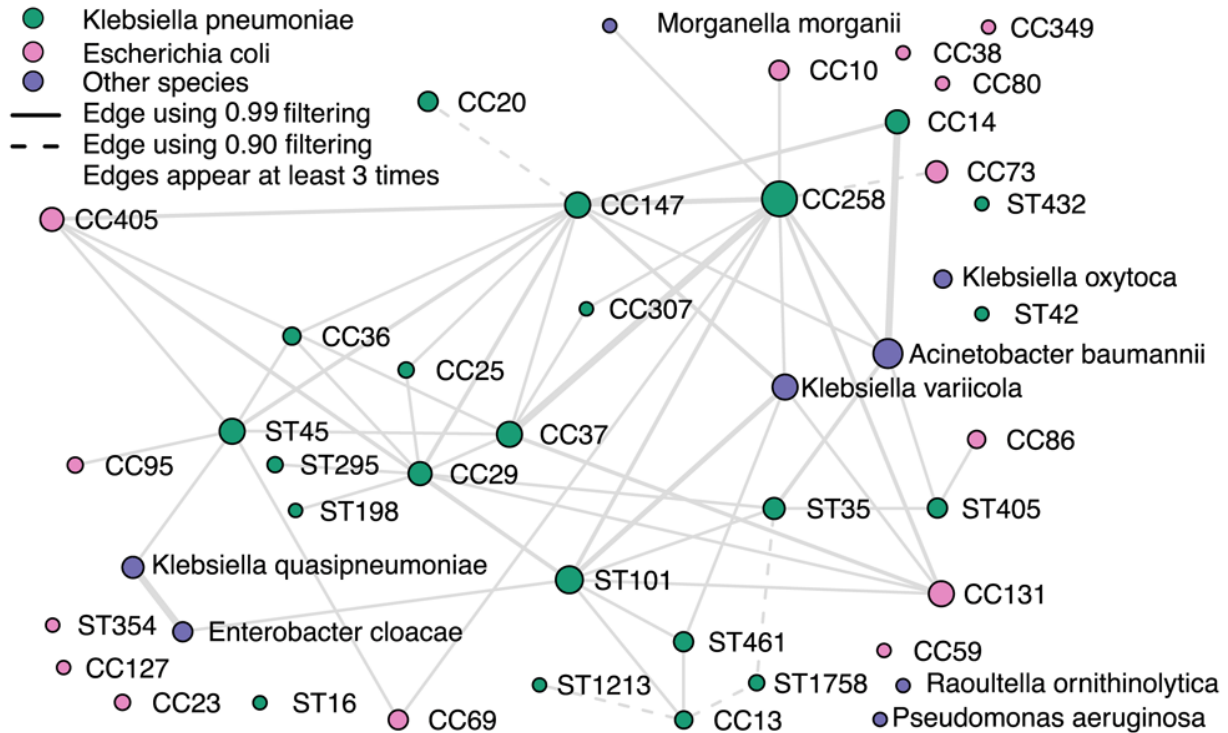 Klebsiella pneumoniae
Escherichia coli
Other species
Edge using 0.99 filtering
Edge using 0.90 filtering
Edges appear at least 3 times
Morganella morganii
CC349
CC38
CC10
CC80
CC20
CC14
CC73
CC405
CC147
CC258
ST432
Klebsiella oxytoca
CC307
ST42
CC36
Acinetobacter baumannii
CC25
Klebsiella variicola
ST45
CC37
CC86
CC95
ST295
CC29
ST198
ST35
ST405
Klebsiella quasipneumoniae
ST101
CC131
ST354
Enterobacter cloacae
ST461
CC59
CC127
ST1213
ST1758
Raoultella ornithinolytica
CC23
ST16
CC69
CC13
Pseudomonas aeruginosa